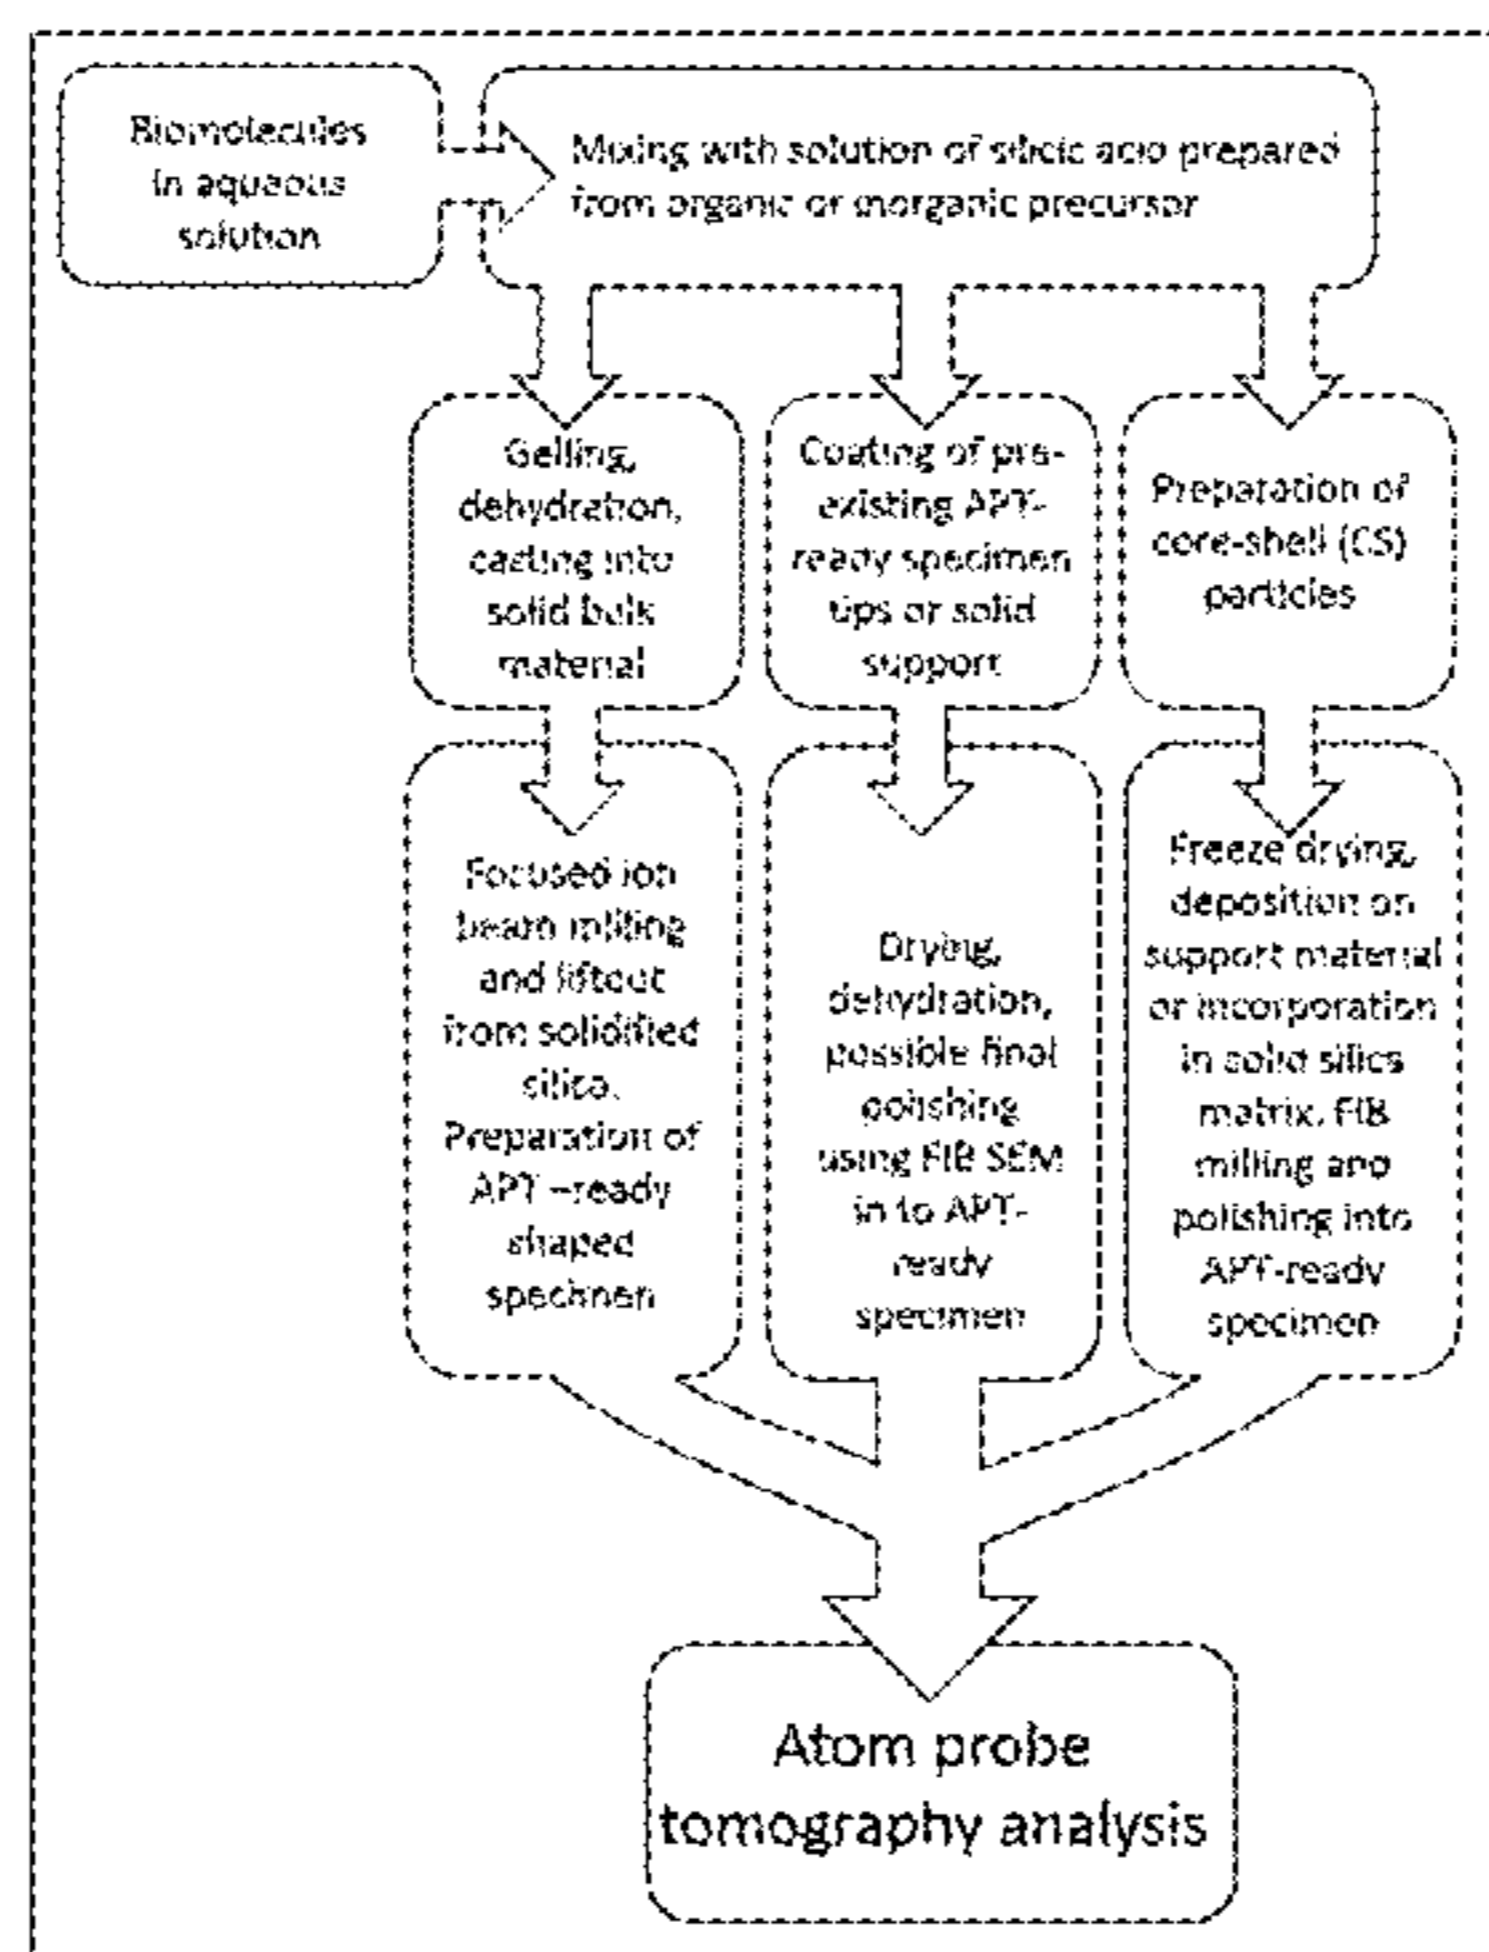 Biomolecules
in aquaous
solution
Mixing with solution of silicic acid prepared
from organic or inorganic precursor
Gelling,
dehydration,
casting into
solid bulk
material
Coating of pre-
existing APT-
ready specimen
tips or solid
support
Preparation of
core-shell (CS)
particles
Focused ion
beam milling
and liftout
from solidified
silica.
Preparation of
APT –ready
shaped
specimen
Drying,
dehydration,
possible final
polishing
using FIB SEM
in to APT-
ready
specimen
Freeze drying,
deposition on
support material
or incorporation
in solid silica
matrix. FIB
milling and
polishing into
APT-ready
specimen
Atom probe
tomography analysis